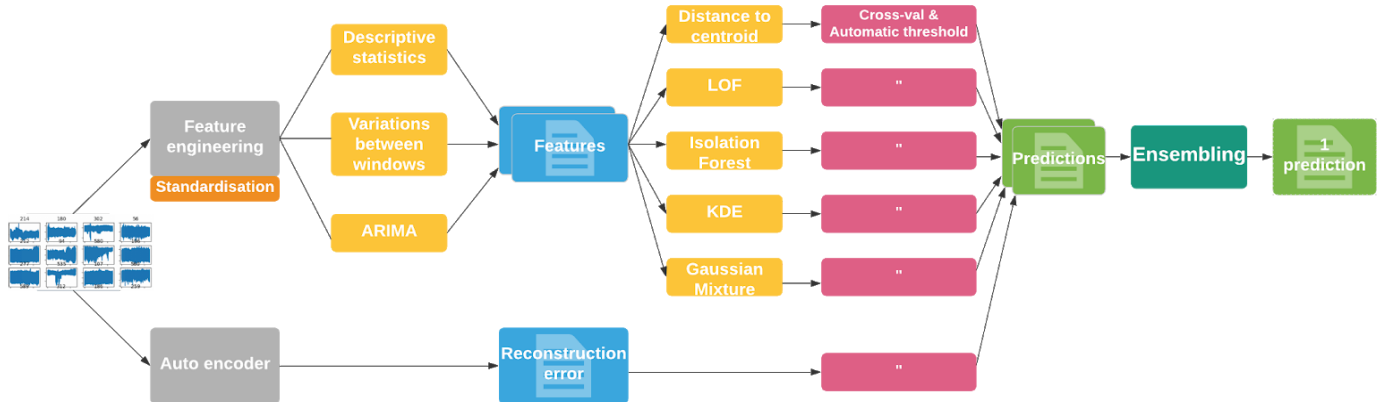 Descriptive
statistics
Variations
between
windows
ARIMA
Feature
engineering
Standardisation
214
180
302
56
Auto encoder
Features
Reconstruction
error
Distance to
centroid
LOF
Isolation
Forest
KDE
Gaussian
Mixture
Cross-val &
Automatic threshold
"
"
"
"
"
Predictions
Ensembling
1
prediction